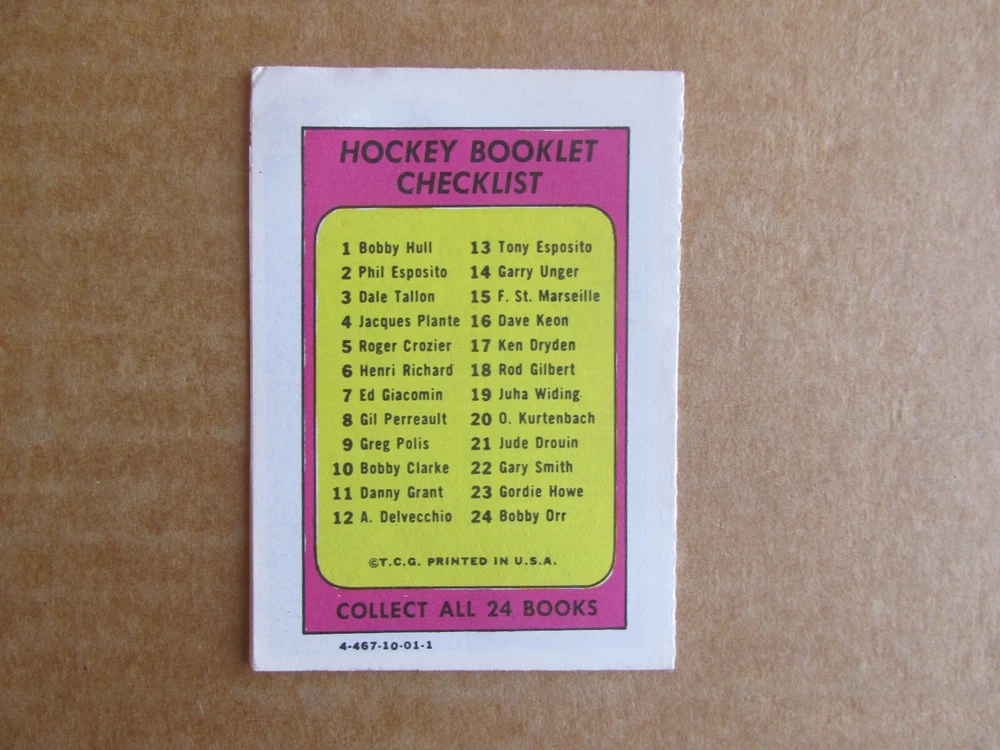 HOCKEY BOOKLET
CHECKLIST
1 Bobby Hull
2 Phil Esposito
3 Dale Tallon
4 Jacques Plante
5 Roger Crozier
6 Henri Richard
7 Ed Giacomin
8 Gil Perreault
9 Greg Polis
10 Bobby Clarke
11 Danny Grant
12 A. Delvecchio
13 Tony Esposito
14 Garry Unger
15 F. St. Marseille
16 Dave Keon
17 Ken Dryden
18 Rod Gilbert
19 Juha Widing
20 O. Kurtenbach
21 Jude Drouin
22 Gary Smith
23 Gordie Howe
24 Bobby Orr
©T.C.G. PRINTED IN U.S.A.
COLLECT ALL 24 BOOKS
4-467-10-01-1